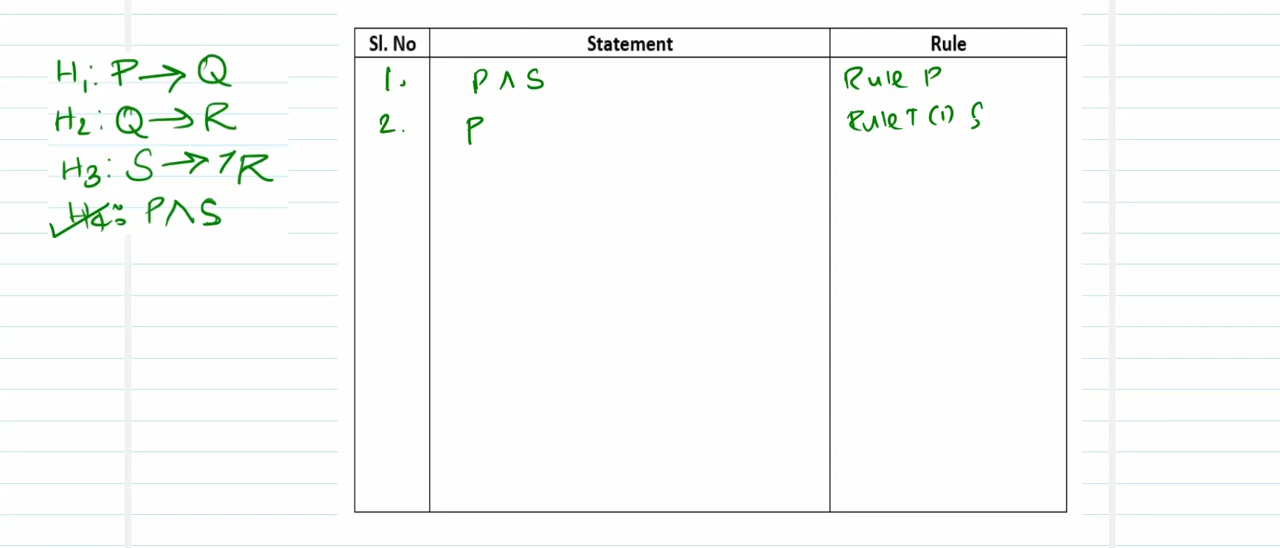 H₁: P → Q
H₂: Q → R
H₃: S → ⅂R
H₄: P ∧ S
Sl. No Statement Rule
1. P ∧ S Rule P
2. P Rule T (1) S